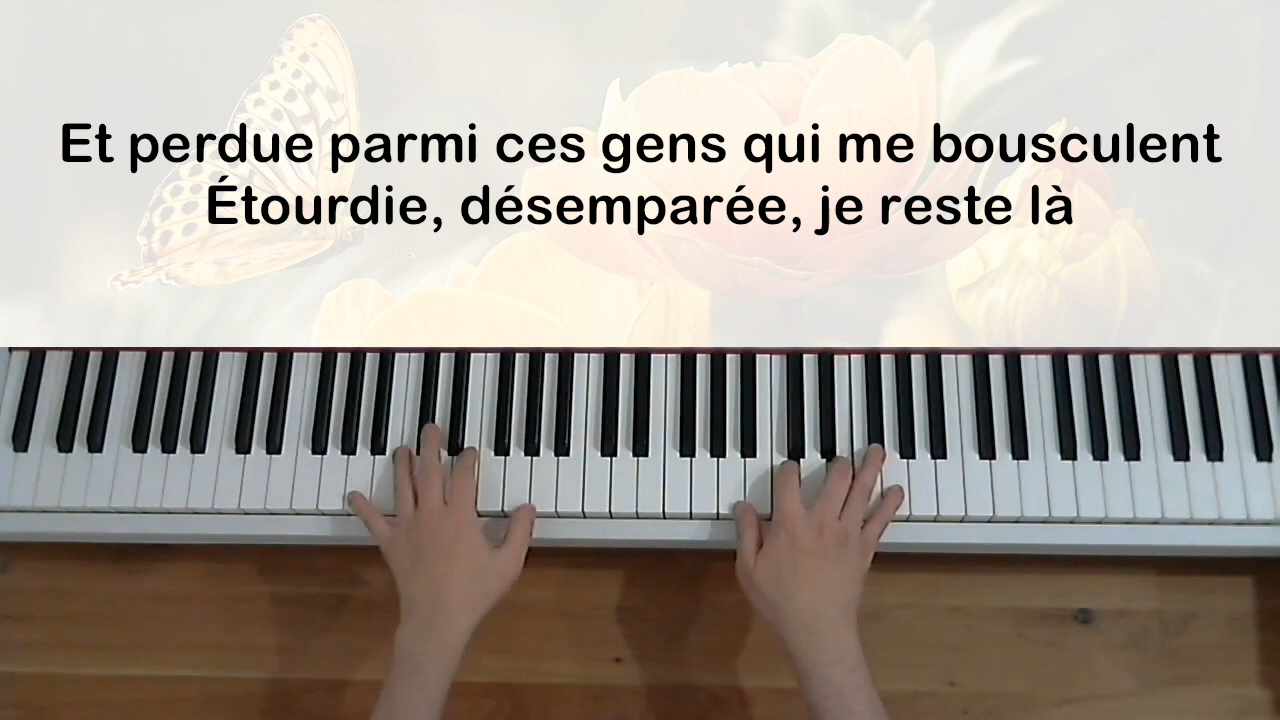 Et perdue parmi ces gens qui me bousculent
Étourdie, désemparée, je reste là